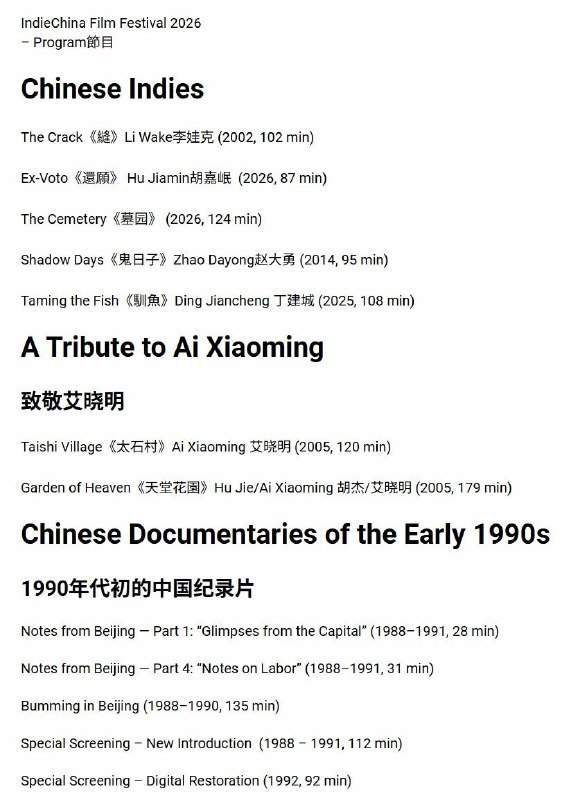 IndieChina Film Festival 2026
– Program節目
Chinese Indies
The Crack《縫》Li Wake李娃克 (2002, 102 min)
Ex-Voto《還願》 Hu Jiamin胡嘉岷  (2026, 87 min)
The Cemetery《墓园》 (2026, 124 min)
Shadow Days《鬼日子》Zhao Dayong赵大勇 (2014, 95 min)
Taming the Fish《馴魚》Ding Jiancheng 丁建城 (2025, 108 min)
A Tribute to Ai Xiaoming
致敬艾晓明
Taishi Village《太石村》Ai Xiaoming 艾晓明 (2005, 120 min)
Garden of Heaven《天堂花園》Hu Jie/Ai Xiaoming 胡杰/艾晓明 (2005, 179 min)
Chinese Documentaries of the Early 1990s
1990年代初的中国纪录片
Notes from Beijing — Part 1: “Glimpses from the Capital” (1988–1991, 28 min)
Notes from Beijing — Part 4: “Notes on Labor” (1988–1991, 31 min)
Bumming in Beijing (1988–1990, 135 min)
Special Screening – New Introduction  (1988 – 1991, 112 min)
Special Screening – Digital Restoration (1992, 92 min)